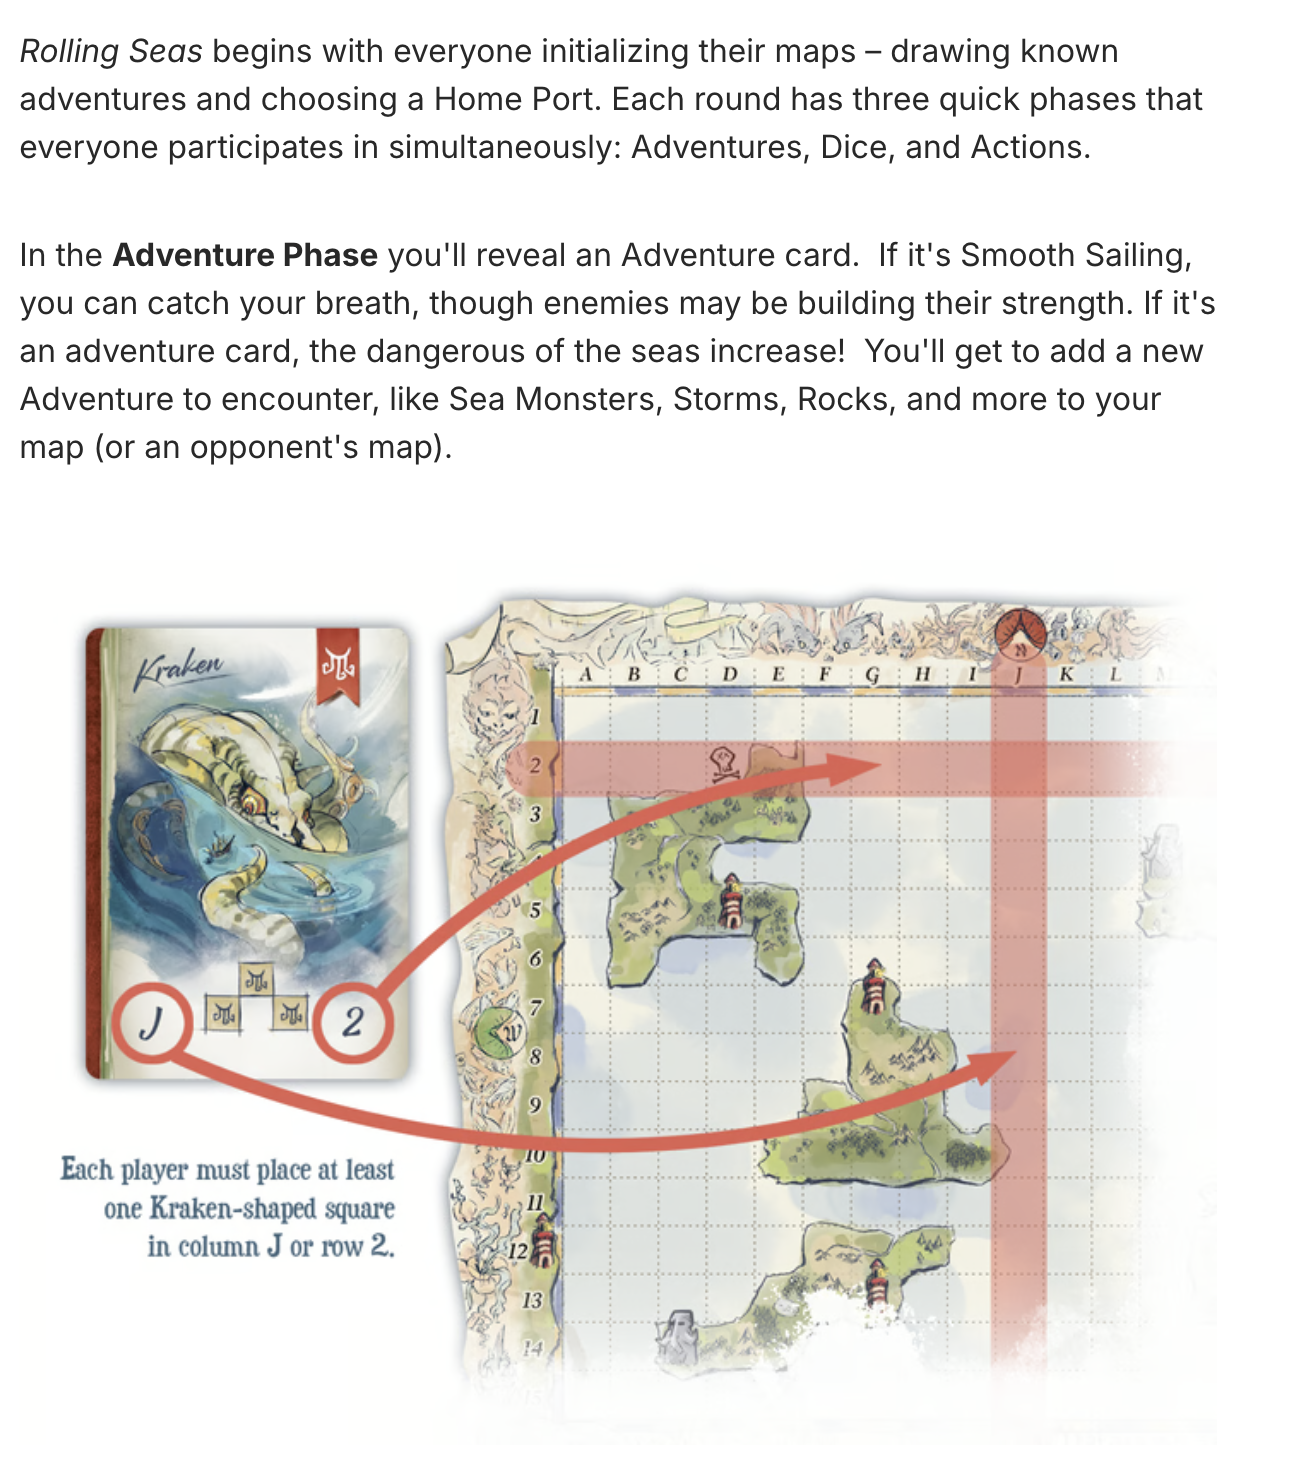 Rolling Seas begins with everyone initializing their maps – drawing known
adventures and choosing a Home Port. Each round has three quick phases that
everyone participates in simultaneously: Adventures, Dice, and Actions.
In the Adventure Phase you'll reveal an Adventure card.  If it's Smooth Sailing,
you can catch your breath, though enemies may be building their strength. If it's
an adventure card, the dangerous of the seas increase!  You'll get to add a new
Adventure to encounter, like Sea Monsters, Storms, Rocks, and more to your
map (or an opponent's map).
Kraken
J 2
Each player must place at least
one Kraken-shaped square
in column J or row 2.
N
A B C D E F G H I J K L M
1
2
3
4
5
6
7
W
8
9
10
11
12
13
14